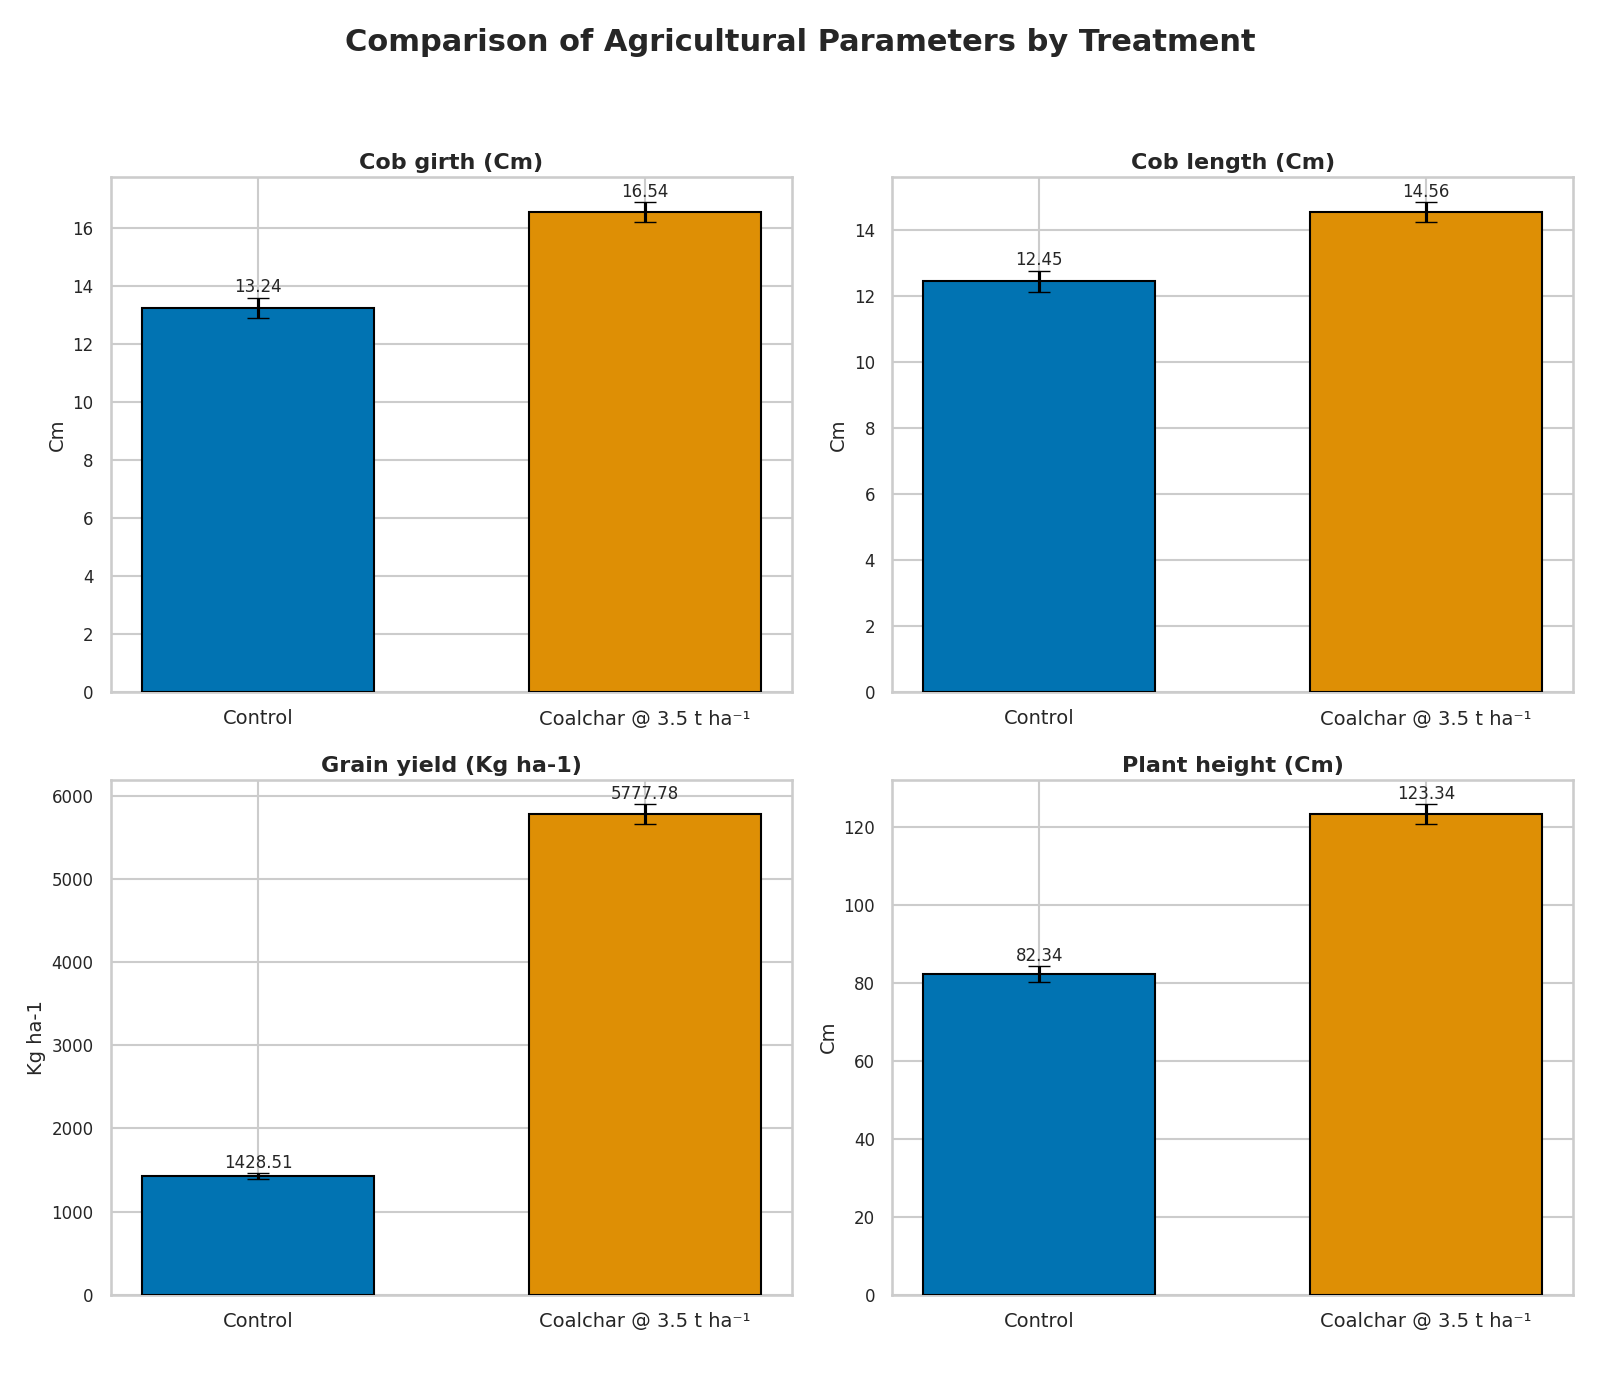 Comparison of Agricultural Parameters by Treatment
Cob girth (Cm)
16.54
13.24
16
14
12
10
8
6
4
2
0
Cm
Control
Coalchar @ 3.5 t ha⁻¹
Cob length (Cm)
14.56
12.45
14
12
10
8
6
4
2
0
Cm
Control
Coalchar @ 3.5 t ha⁻¹
Grain yield (Kg ha-1)
5777.78
1428.51
6000
5000
4000
3000
2000
1000
0
Kg ha-1
Control
Coalchar @ 3.5 t ha⁻¹
Plant height (Cm)
123.34
82.34
120
100
80
60
40
20
0
Cm
Control
Coalchar @ 3.5 t ha⁻¹